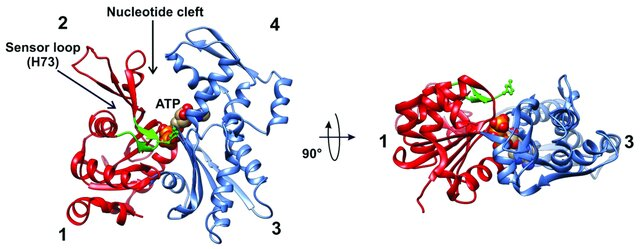 Nucleotide cleft
2
4
Sensor loop
(H73)
ATP
90°
1
3
1
3